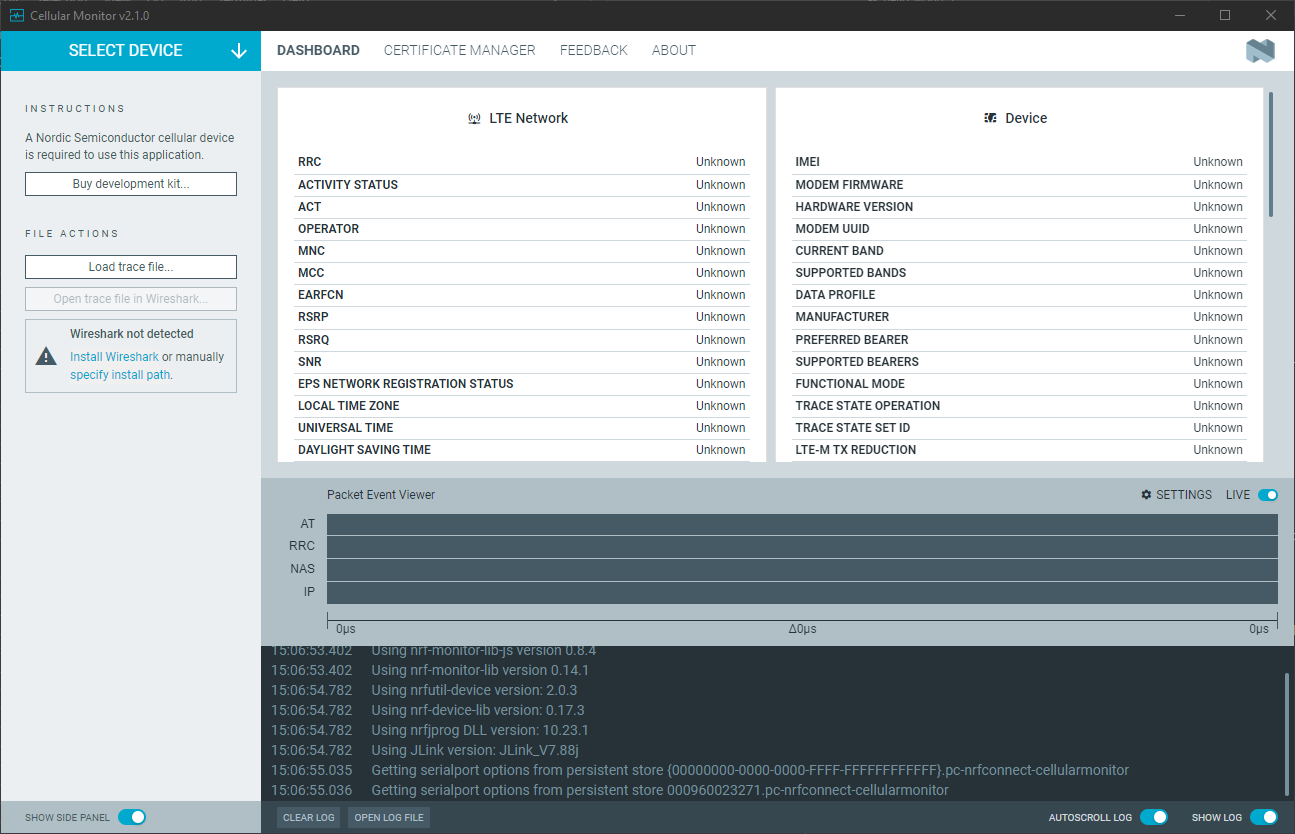 Cellular Monitor v2.1.0
SELECT DEVICE
DASHBOARD CERTIFICATE MANAGER FEEDBACK ABOUT
INSTRUCTIONS
A Nordic Semiconductor cellular device
is required to use this application.
Buy development kit...
FILE ACTIONS
Load trace file...
Open trace file in Wireshark...
Wireshark not detected
Install Wireshark or manually
specify install path.
LTE Network
RRC Unknown
ACTIVITY STATUS Unknown
ACT Unknown
OPERATOR Unknown
MNC Unknown
MCC Unknown
EARFCN Unknown
RSRP Unknown
RSRQ Unknown
SNR Unknown
EPS NETWORK REGISTRATION STATUS Unknown
LOCAL TIME ZONE Unknown
UNIVERSAL TIME Unknown
DAYLIGHT SAVING TIME Unknown
Device
IMEI Unknown
MODEM FIRMWARE Unknown
HARDWARE VERSION Unknown
MODEM UUID Unknown
CURRENT BAND Unknown
SUPPORTED BANDS Unknown
DATA PROFILE Unknown
MANUFACTURER Unknown
PREFERRED BEARER Unknown
SUPPORTED BEARERS Unknown
FUNCTIONAL MODE Unknown
TRACE STATE OPERATION Unknown
TRACE STATE SET ID Unknown
LTE-M TX REDUCTION Unknown
Packet Event Viewer SETTINGS LIVE
AT
RRC
NAS
IP
0μs Δ0μs 0μs
15:06:53.402 Using nrf-monitor-lib-js version 0.8.4
15:06:53.402 Using nrf-monitor-lib version 0.14.1
15:06:54.782 Using nrfutil-device version: 2.0.3
15:06:54.782 Using nrf-device-lib version: 0.17.3
15:06:54.782 Using nrfjprog DLL version: 10.23.1
15:06:54.782 Using JLink version: JLink_V7.88j
15:06:55.035 Getting serialport options from persistent store {00000000-0000-0000-FFFF-FFFFFFFFFFFF}.pc-nrfconnect-cellularmonitor
15:06:55.036 Getting serialport options from persistent store 000960023271.pc-nrfconnect-cellularmonitor
SHOW SIDE PANEL CLEAR LOG OPEN LOG FILE AUTOSCROLL LOG SHOW LOG